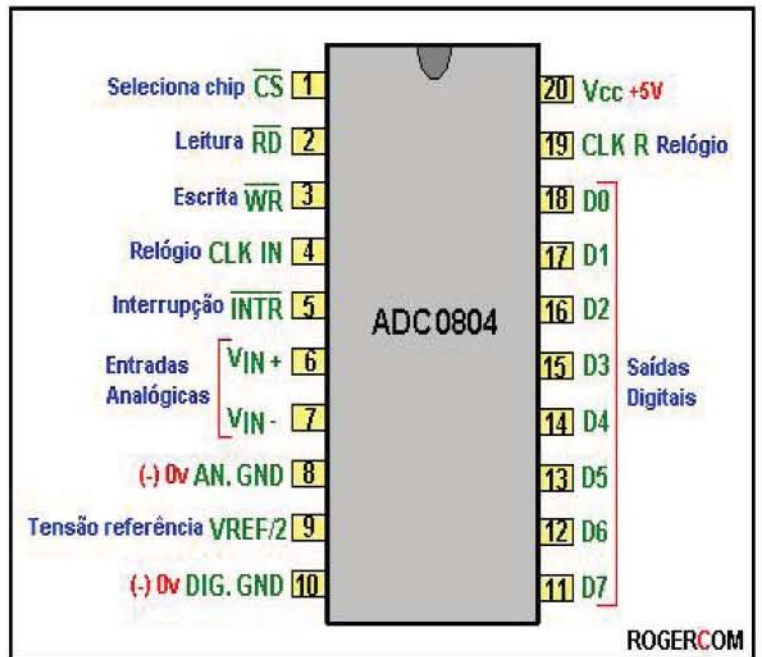 Seleciona chip CS 1
Leitura RD 2
Escrita WR 3
Relógio CLK IN 4
Interrupção INTR 5
Entradas Analógicas
VIN + 6
VIN - 7
(-) 0v AN. GND 8
Tensão referência VREF/2 9
(-) 0v DIG. GND 10
ADC0804
20 Vcc +5V
19 CLK R Relógio
18 D0
17 D1
16 D2
15 D3
14 D4
13 D5
12 D6
11 D7
Saídas
Digitais
ROGERCOM